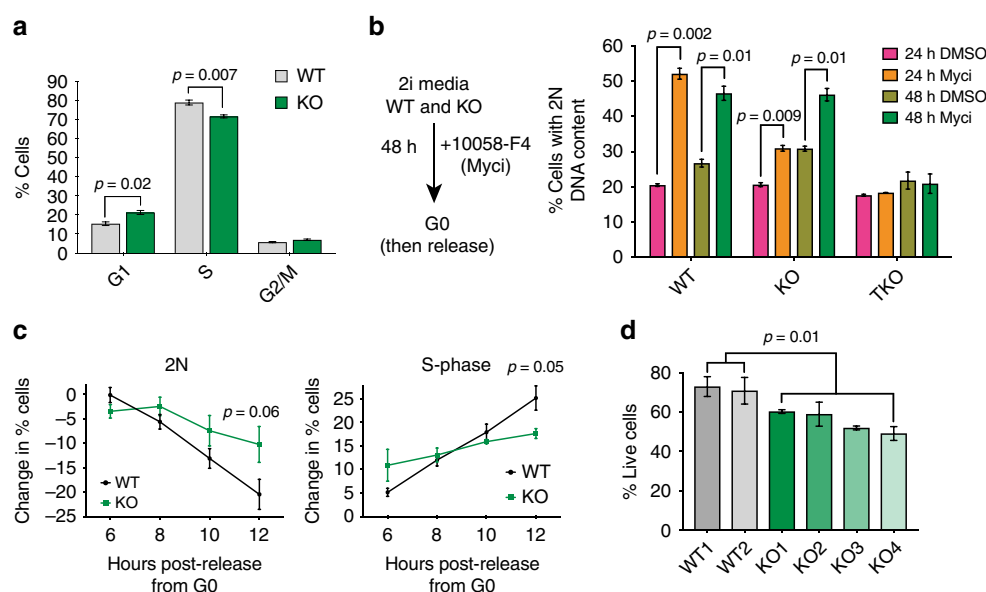 a
% Cells
90
80
70
60
50
40
30
20
10
0
p = 0.02
p = 0.007
WT
KO
G1
S
G2/M
b
2i media
WT and KO
48 h
+10058-F4
(Myci)
G0
(then release)
% Cells with 2N
DNA content
60
50
40
30
20
10
0
p = 0.002
p = 0.01
p = 0.009
p = 0.01
24 h DMSO
24 h Myci
48 h DMSO
48 h Myci
WT
KO
TKO
c
2N
Change in % cells
0
−5
−10
−15
−20
−25
p = 0.06
WT
KO
6
8
10
12
Hours post-release
from G0
S-phase
Change in % cells
30
25
20
15
10
5
0
p = 0.05
WT
KO
6
8
10
12
Hours post-release
from G0
d
% Live cells
80
60
40
20
0
p = 0.01
WT1
WT2
KO1
KO2
KO3
KO4